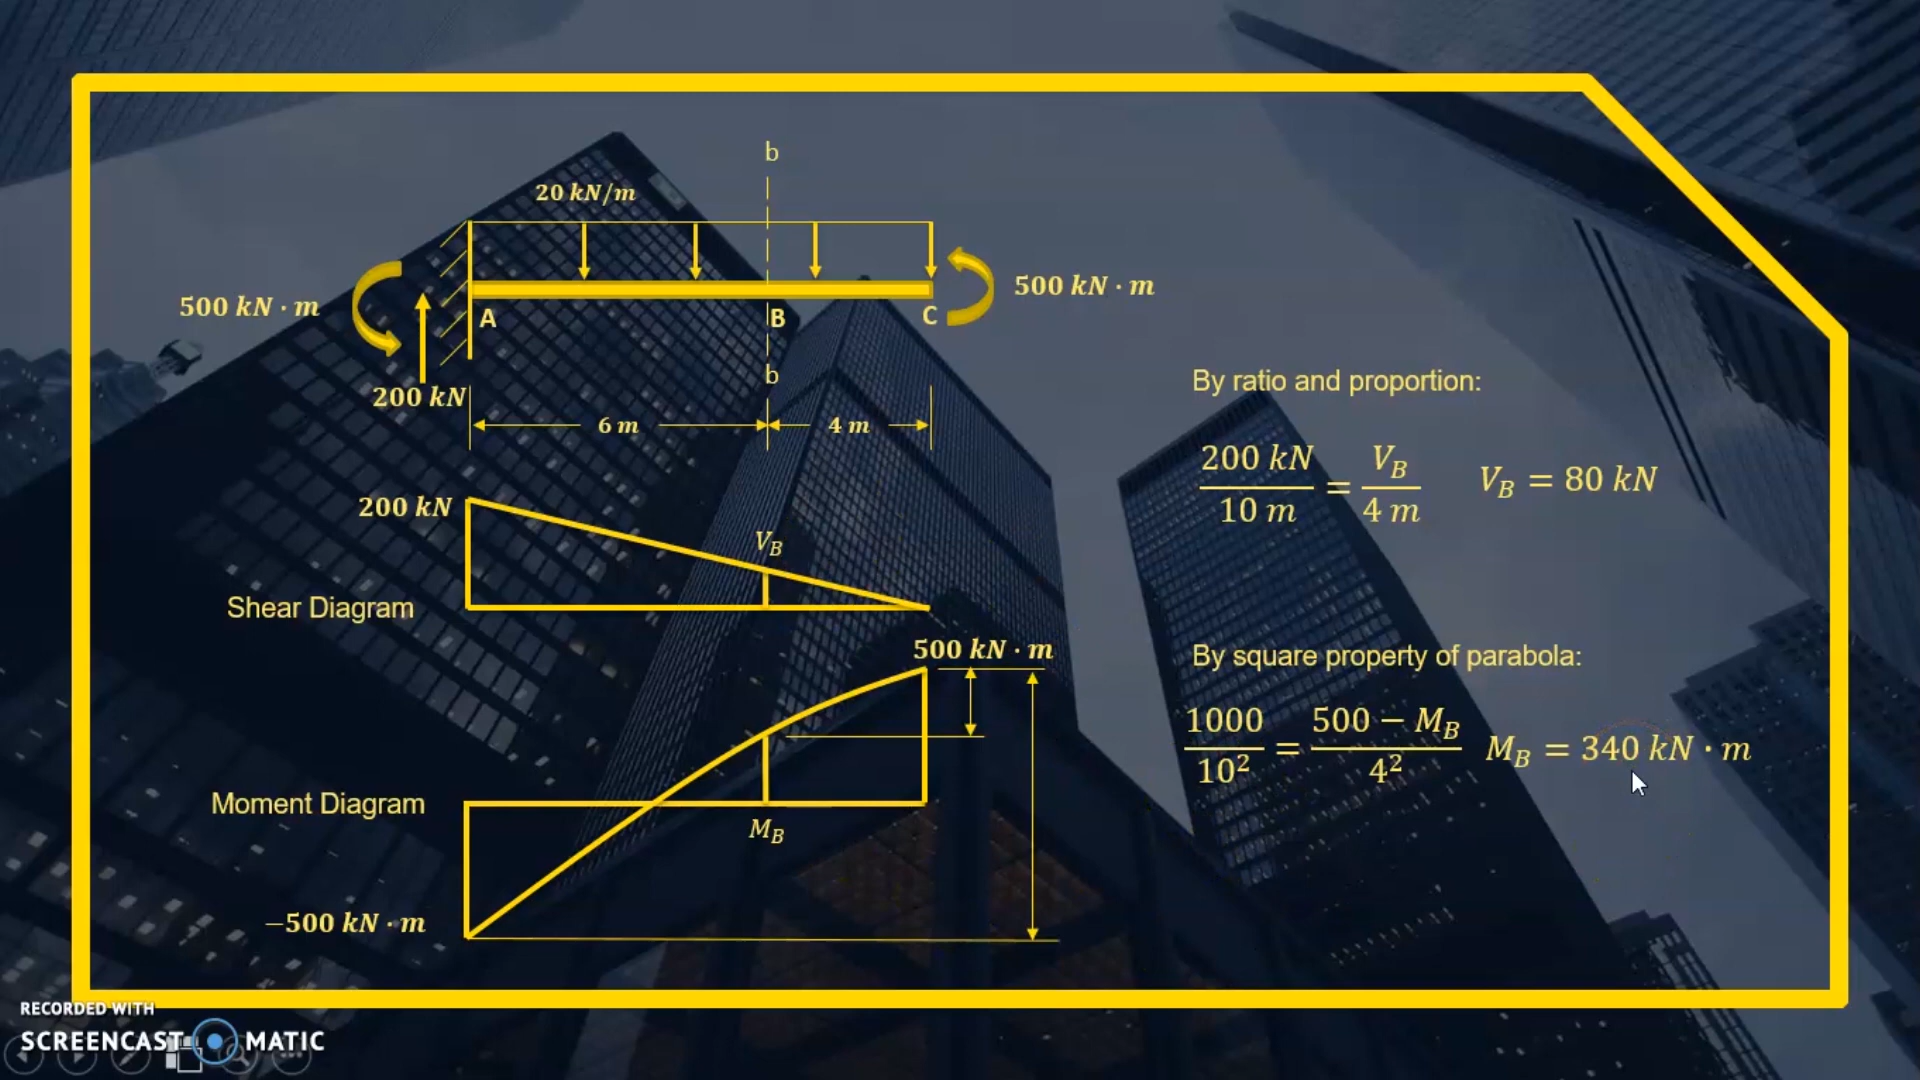 b
20 kN/m
500 kN · m
500 kN · m
A
B
C
200 kN
b
6 m
4 m
By ratio and proportion:
200 kN / 10 m = V_B / 4 m
V_B = 80 kN
200 kN
V_B
Shear Diagram
500 kN · m
By square property of parabola:
1000 / 10² = 500 − M_B / 4²
M_B = 340 kN · m
Moment Diagram
M_B
−500 kN · m
RECORDED WITH
SCREENCAST MATIC